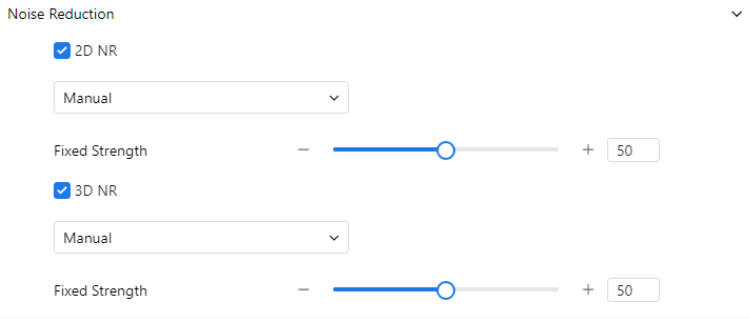 Noise Reduction
2D NR
Manual
Fixed Strength − + 50
3D NR
Manual
Fixed Strength − + 50